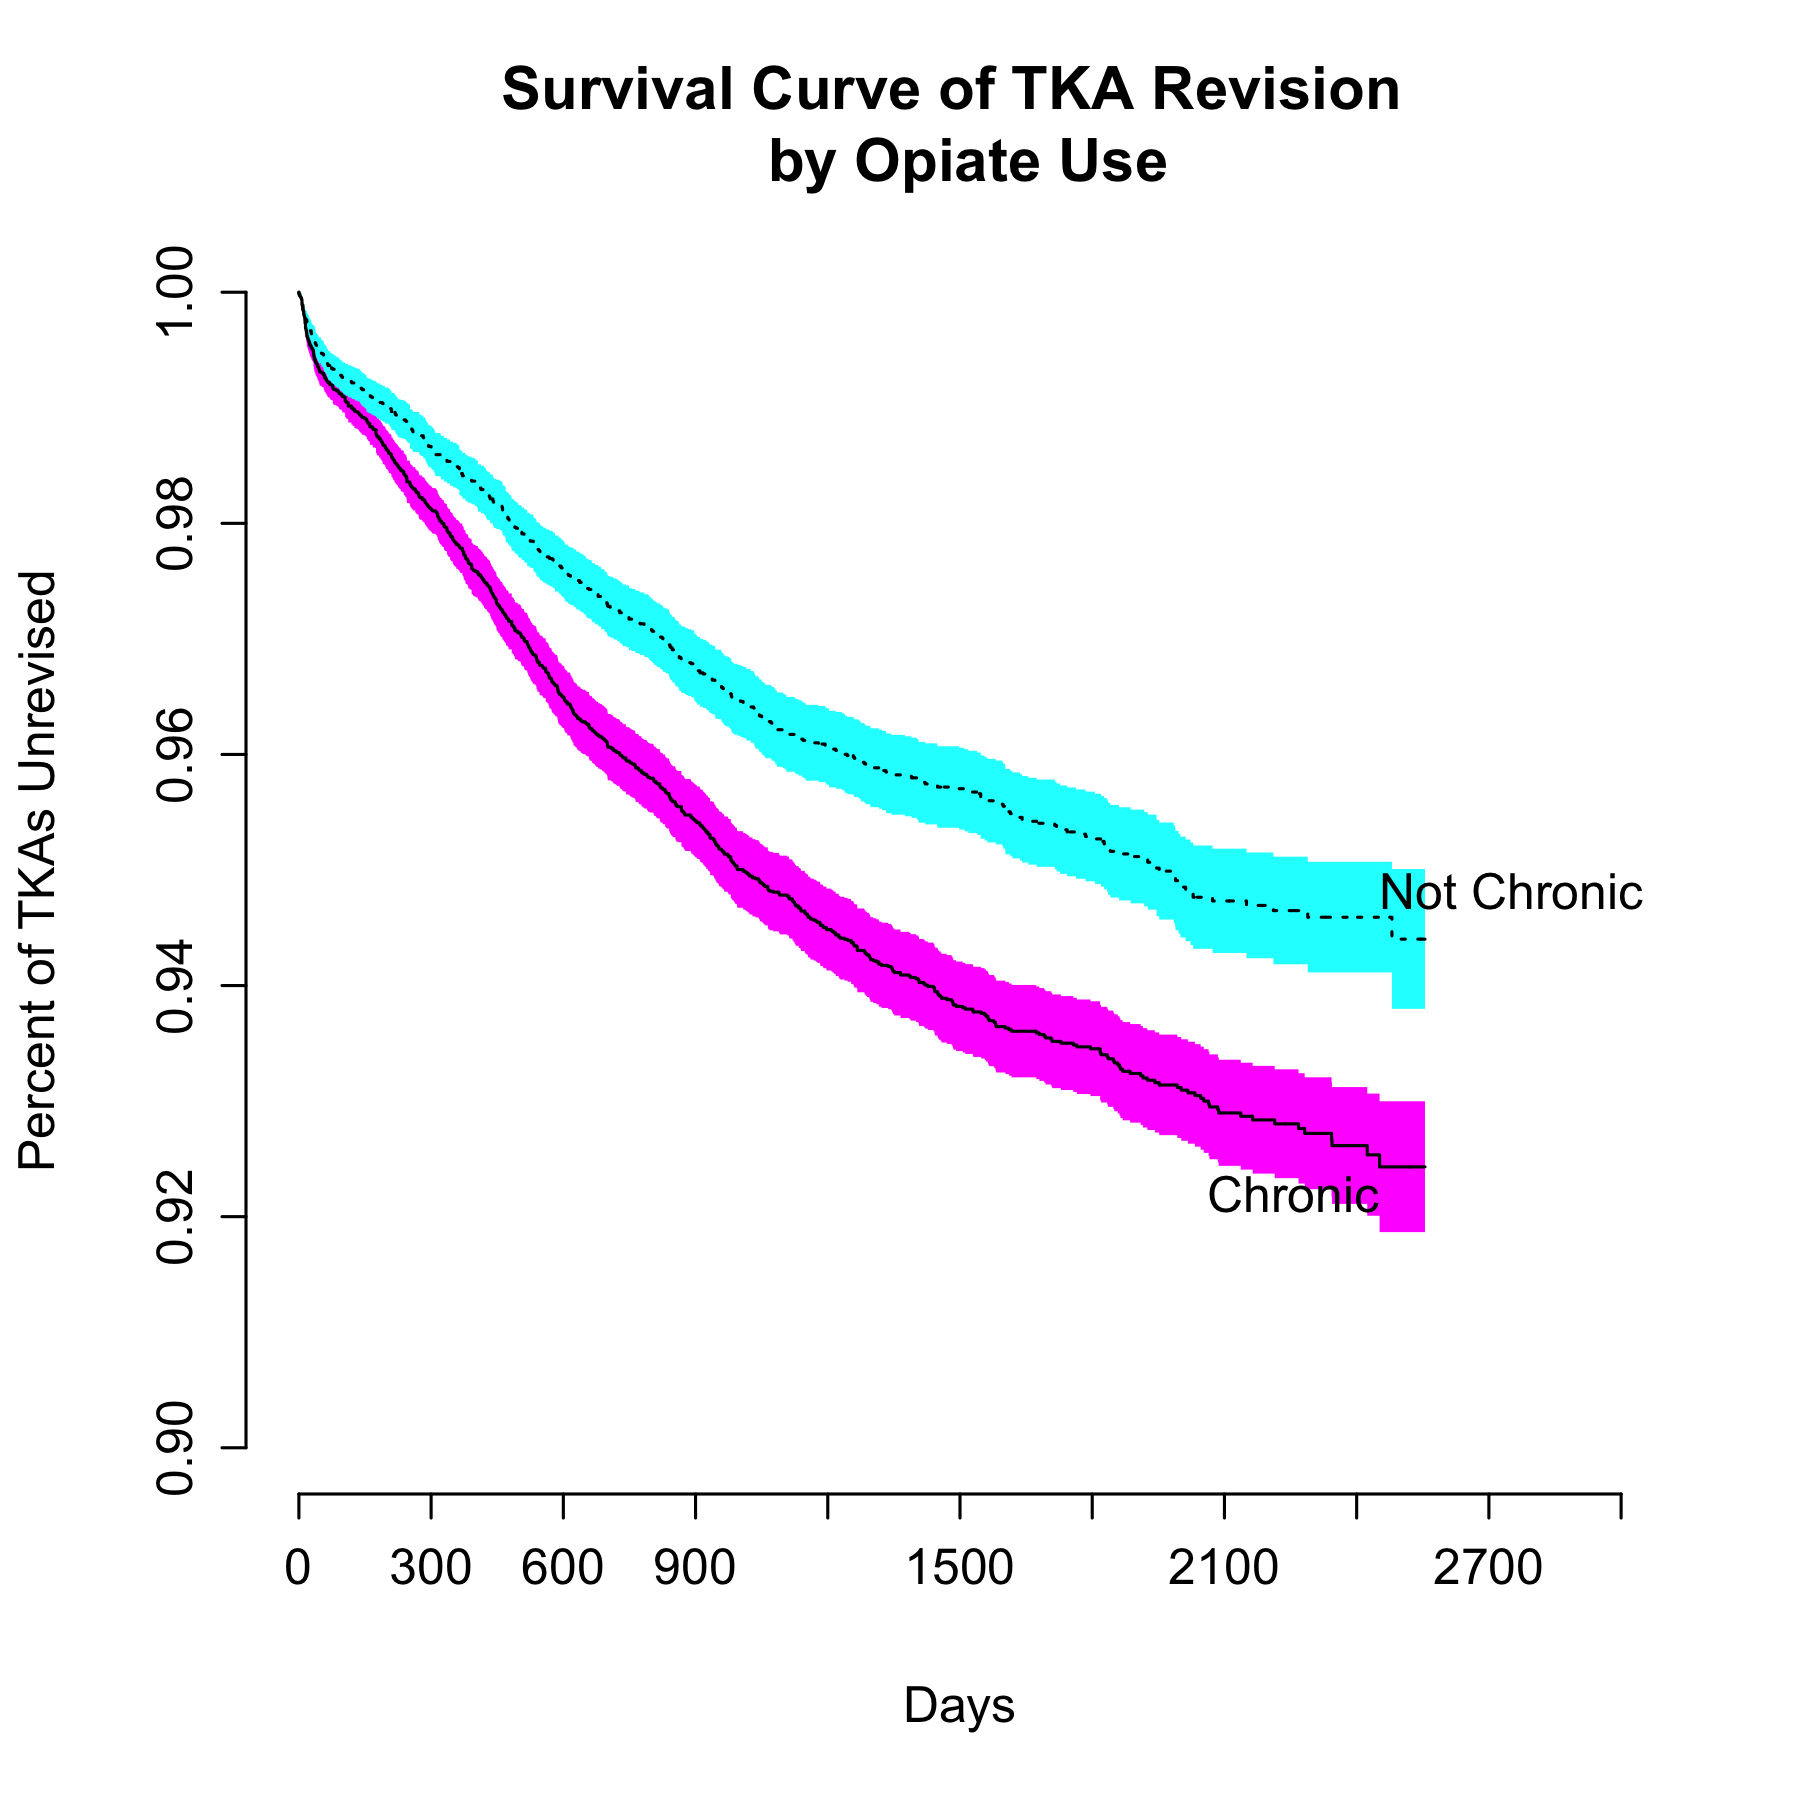 Survival Curve of TKA Revision
by Opiate Use
Percent of TKAs Unrevised
1.00
0.98
0.96
0.94
0.92
0.90
Not Chronic
Chronic
0 300 600 900 1500 2100 2700
Days